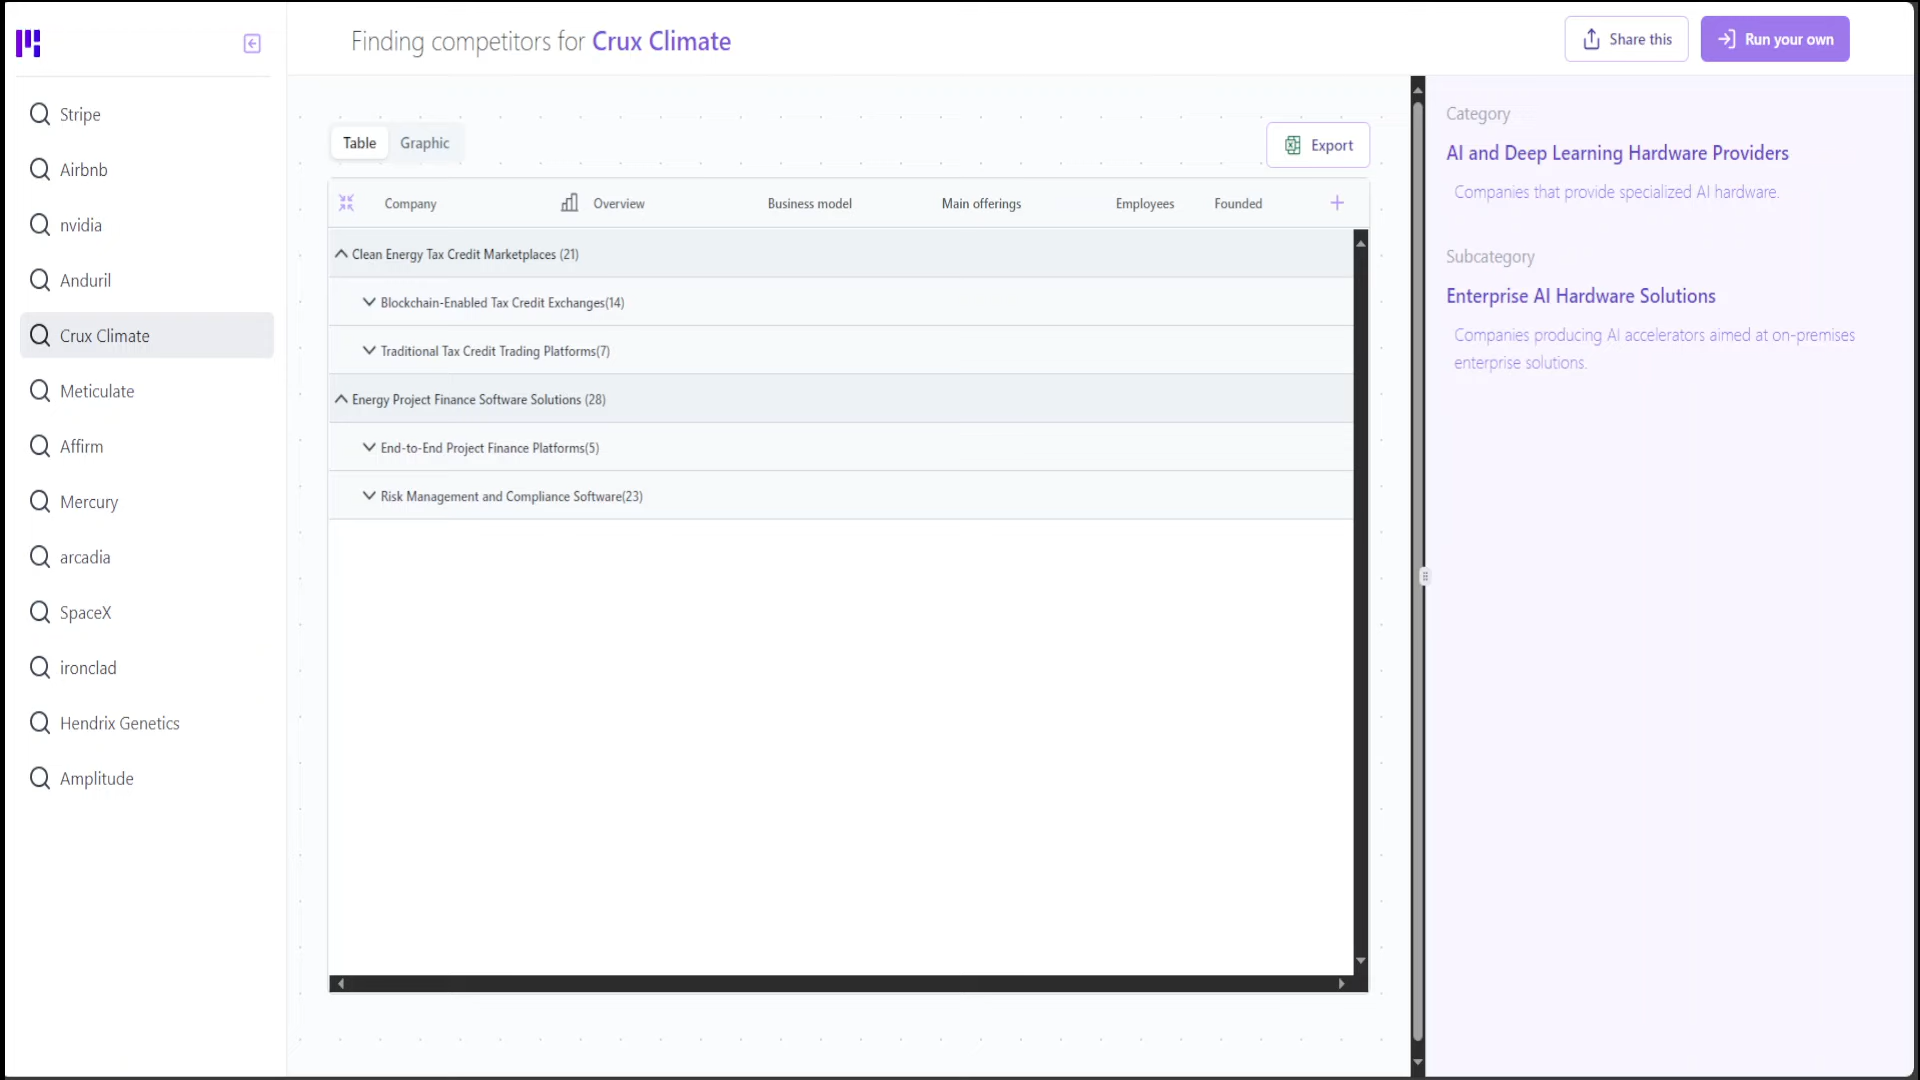 Finding competitors for Crux Climate
Share this
Run your own
Stripe
Airbnb
nvidia
Anduril
Crux Climate
Meticulate
Affirm
Mercury
arcadia
SpaceX
ironclad
Hendrix Genetics
Amplitude
Table
Graphic
Export
Company
Overview
Business model
Main offerings
Employees
Founded
Clean Energy Tax Credit Marketplaces (21)
Blockchain-Enabled Tax Credit Exchanges(14)
Traditional Tax Credit Trading Platforms(7)
Energy Project Finance Software Solutions (28)
End-to-End Project Finance Platforms(5)
Risk Management and Compliance Software(23)
Category
AI and Deep Learning Hardware Providers
Companies that provide specialized AI hardware.
Subcategory
Enterprise AI Hardware Solutions
Companies producing AI accelerators aimed at on-premises
enterprise solutions.